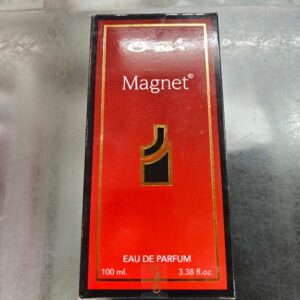 Magnet®
EAU DE PARFUM
100 ml. 3.38 fl.oz.